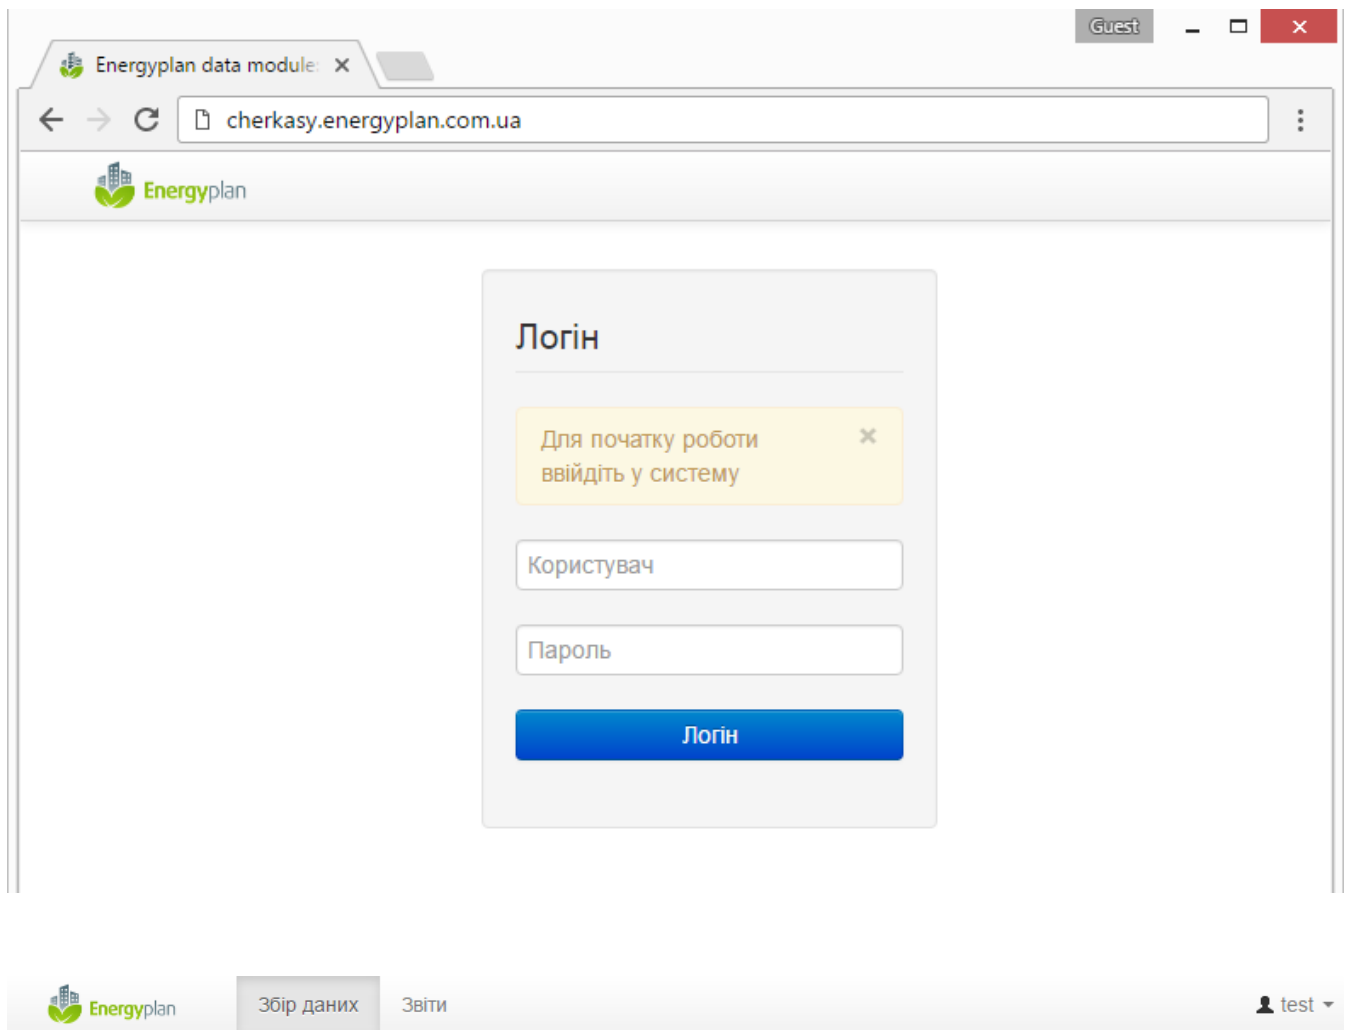 Guest
Energyplan data module:
cherkasy.energyplan.com.ua
Energyplan
Логін
Для початку роботи
ввійдіть у систему
Користувач
Пароль
Логін
Energyplan Збір даних Звіти test